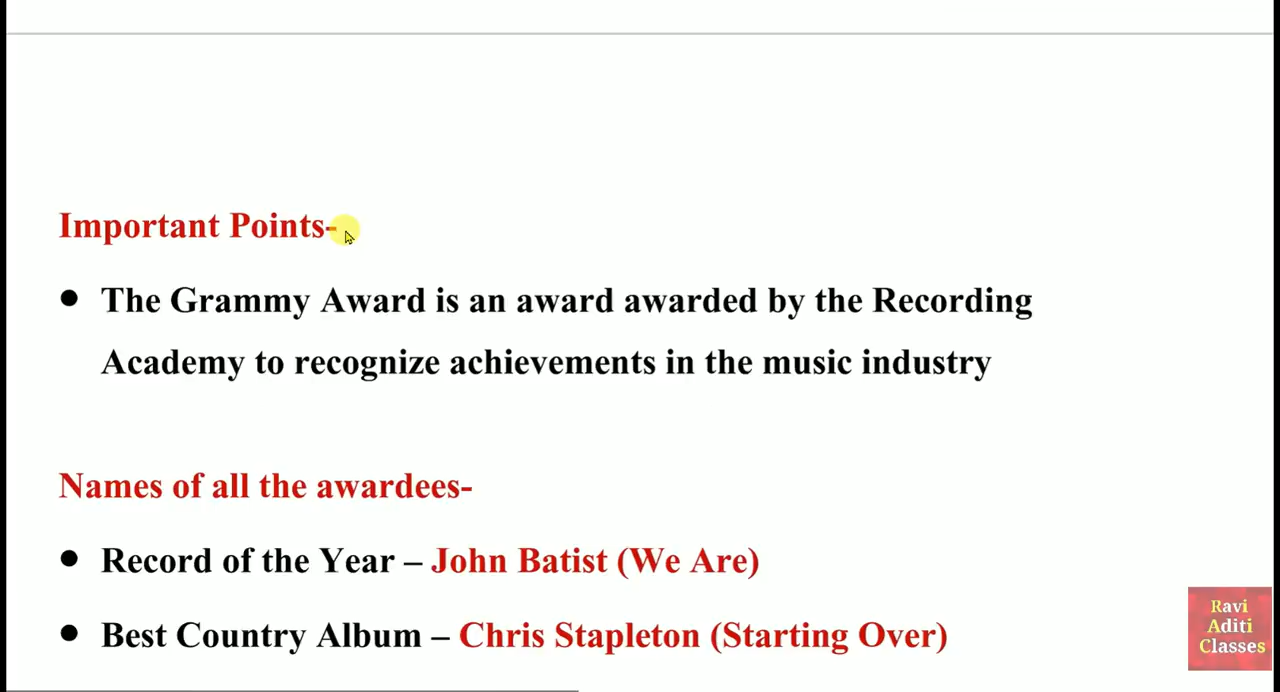 Important Points-
● The Grammy Award is an award awarded by the Recording
Academy to recognize achievements in the music industry
Names of all the awardees-
● Record of the Year – John Batist (We Are)
● Best Country Album – Chris Stapleton (Starting Over)
Ravi
Aditi
Classes